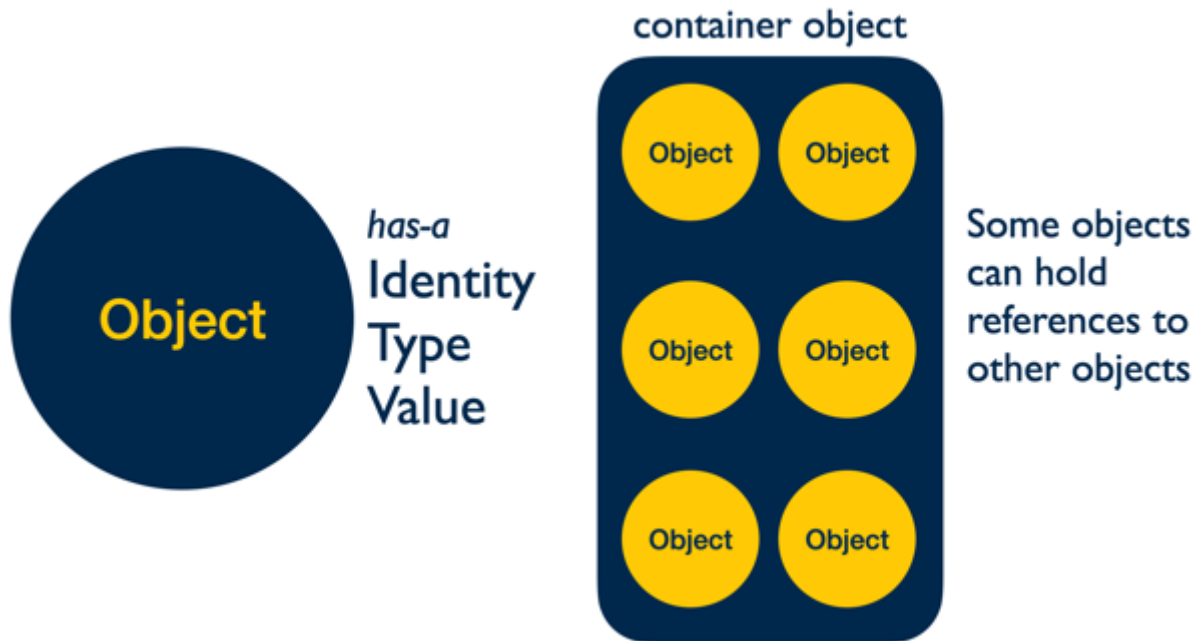 Object
has-a
Identity
Type
Value
container object
Object Object
Object Object
Object Object
Some objects
can hold
references to
other objects